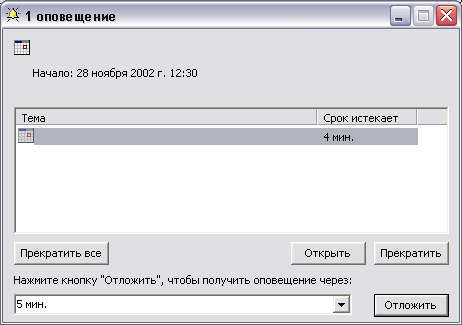 1 оповещение
Начало: 28 ноября 2002 г. 12:30
Тема Срок истекает
4 мин.
Прекратить все Открыть Прекратить
Нажмите кнопку "Отложить", чтобы получить оповещение через:
5 мин. Отложить